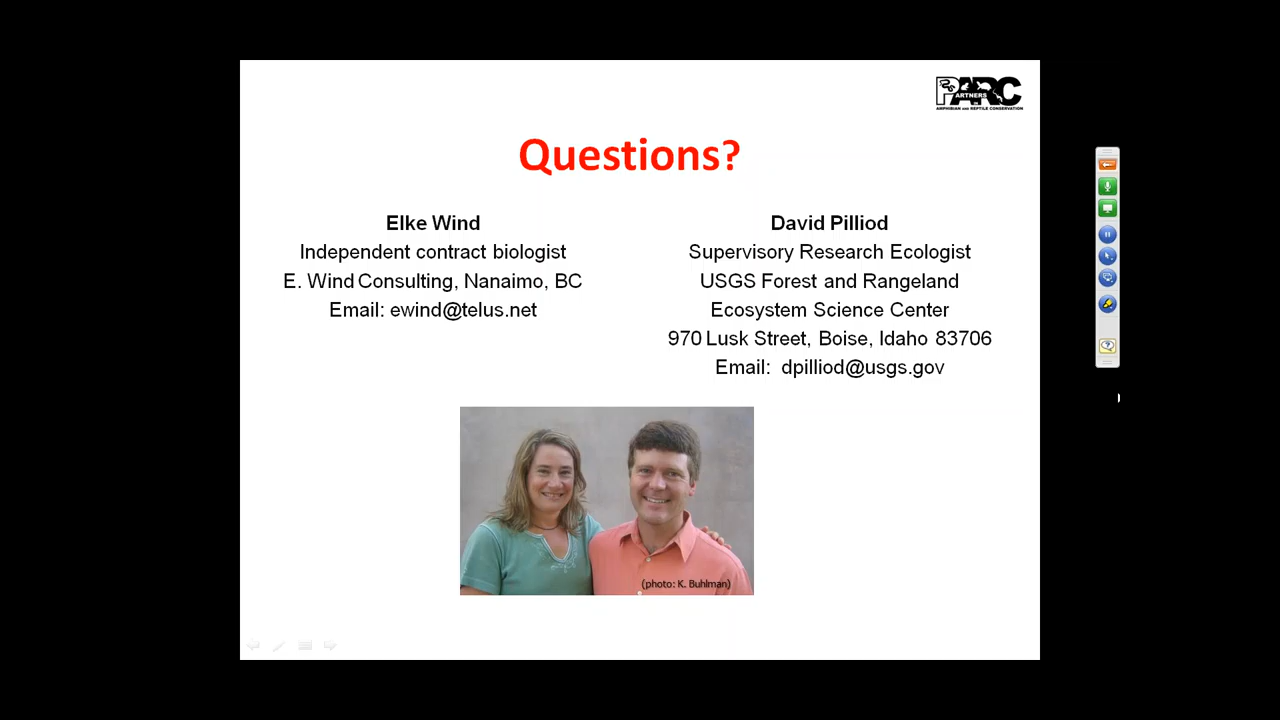 PARC
PARTNERS
AMPHIBIAN AND REPTILE CONSERVATION
Questions?
Elke Wind
Independent contract biologist
E. Wind Consulting, Nanaimo, BC
Email: ewind@telus.net
David Pilliod
Supervisory Research Ecologist
USGS Forest and Rangeland
Ecosystem Science Center
970 Lusk Street, Boise, Idaho 83706
Email: dpilliod@usgs.gov
(photo: K. Buhlman)